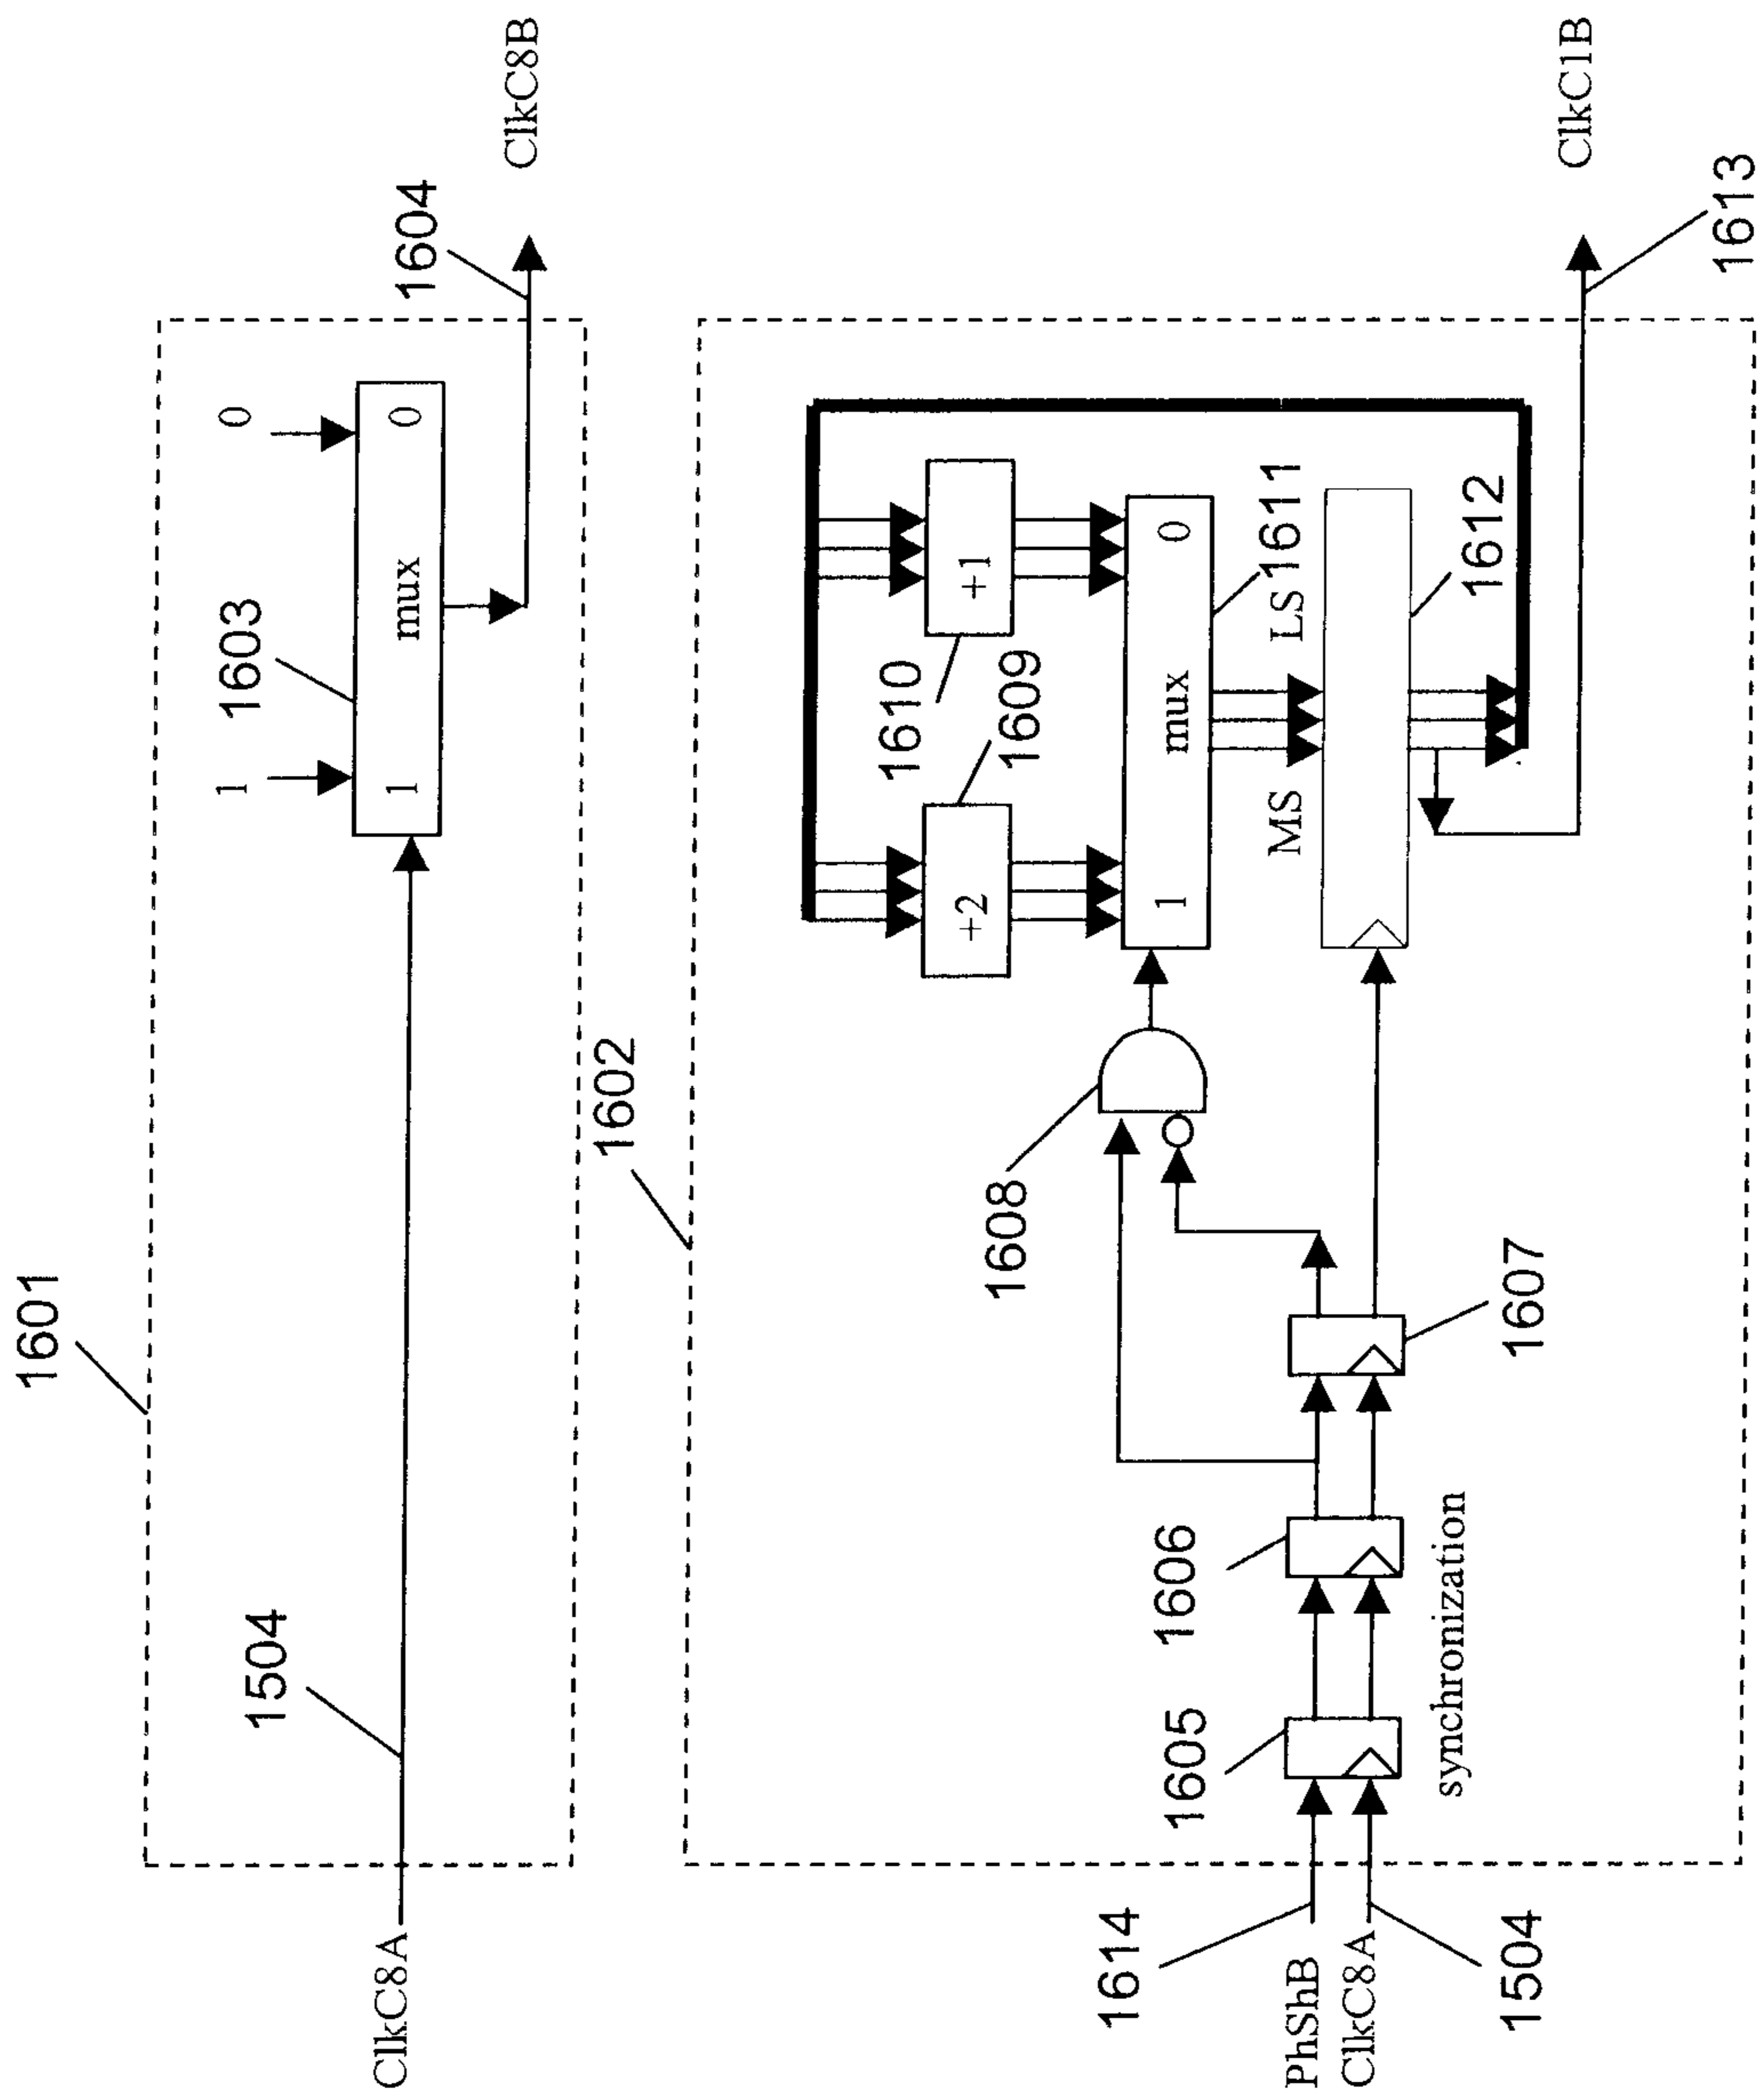 1601
1504
ClkC8A
1603
1
0
1 mux 0
1604
ClkC8B
1602
1614
PhShB
ClkC8A
1504
1605
1606
synchronization
1607
1608
+2
1609
+1
1610
1 mux 0
1611
MS LS
1612
ClkC1B
1613